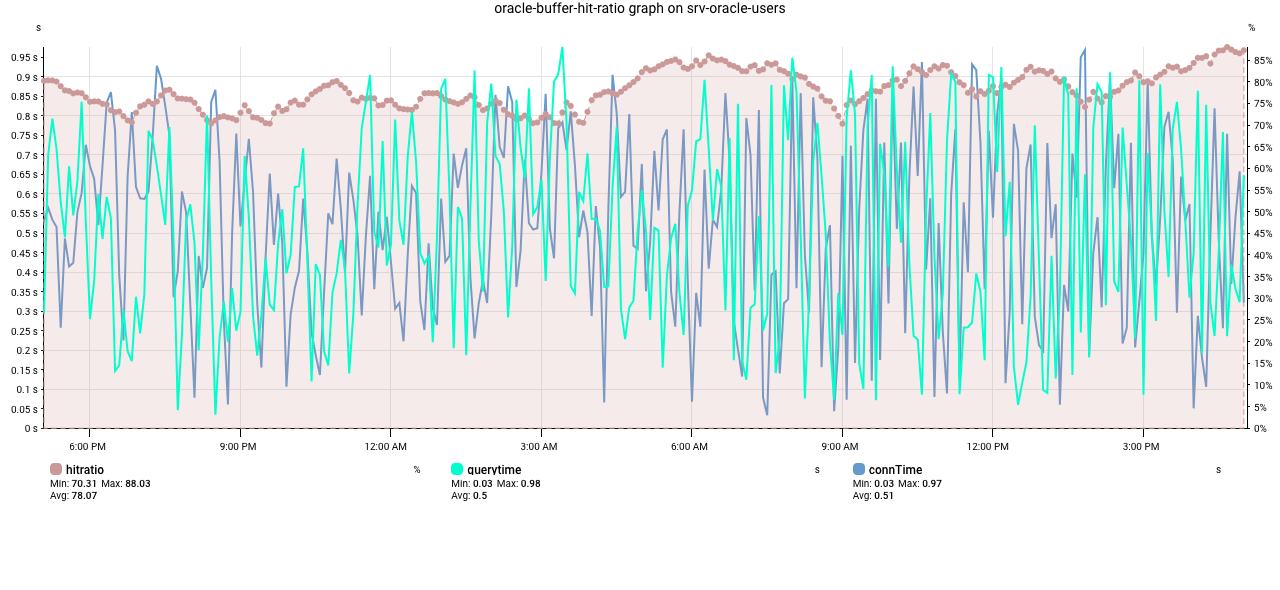 oracle-buffer-hit-ratio graph on srv-oracle-users
s %
0.95 s 85%
0.9 s 80%
0.85 s 75%
0.8 s 70%
0.75 s 65%
0.7 s 60%
0.65 s 55%
0.6 s 50%
0.55 s 45%
0.5 s 40%
0.45 s 35%
0.4 s 30%
0.35 s 25%
0.3 s 20%
0.25 s 15%
0.2 s 10%
0.15 s 5%
0.1 s 0%
0.05 s
0 s
6:00 PM 9:00 PM 12:00 AM 3:00 AM 6:00 AM 9:00 AM 12:00 PM 3:00 PM
hitratio % querytime s connTime s
Min: 70.31 Max: 88.03 Min: 0.03 Max: 0.98 Min: 0.03 Max: 0.97
Avg: 78.07 Avg: 0.5 Avg: 0.51